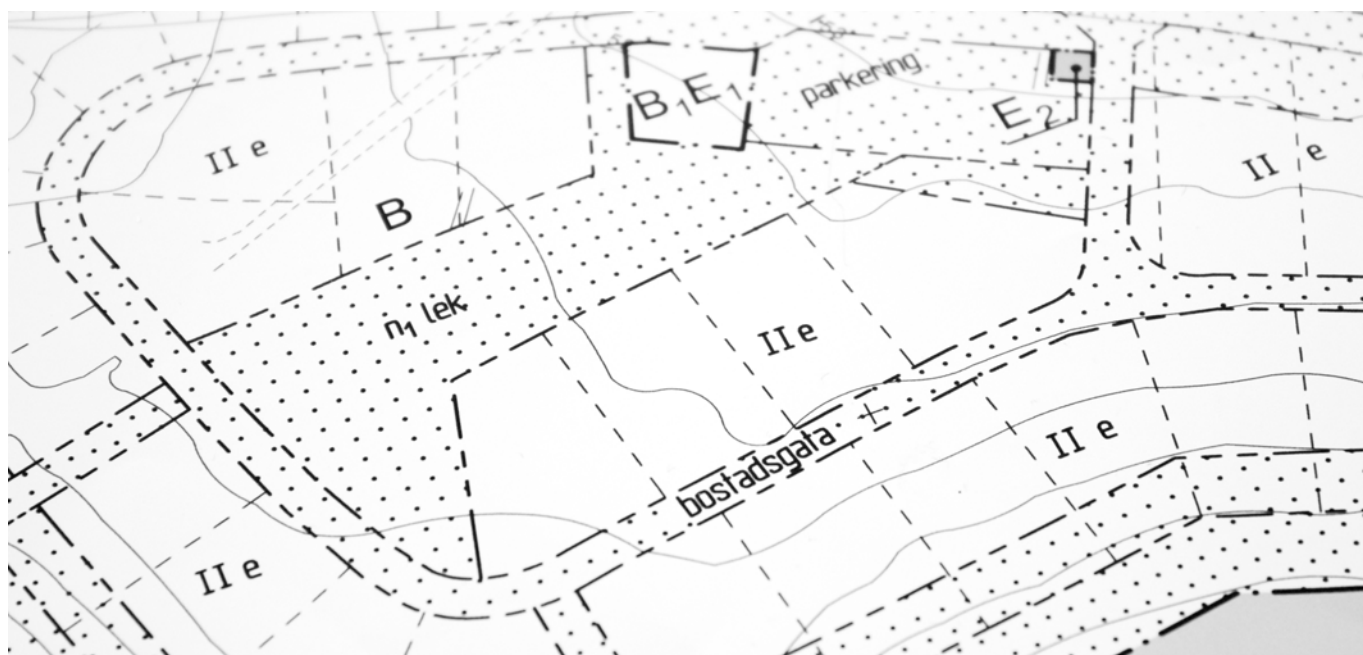 B₁E₁
parkering
E₂
II e
II e
B
n₁ lek
II e
bostadsgata
II e
II e